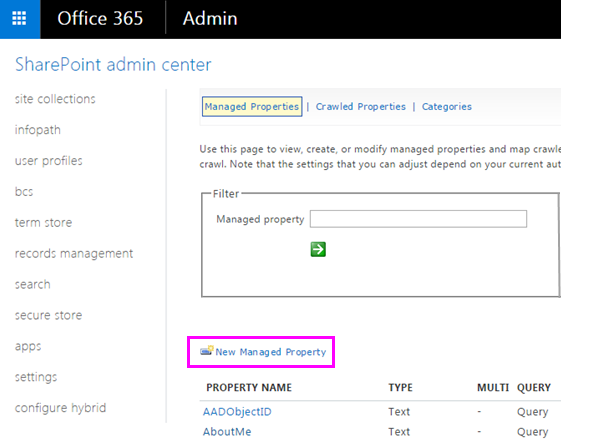 Office 365 Admin
SharePoint admin center
site collections
infopath
user profiles
bcs
term store
records management
search
secure store
apps
settings
configure hybrid
Managed Properties | Crawled Properties | Categories
Use this page to view, create, or modify managed properties and map crawle
crawl. Note that the settings that you can adjust depend on your current aut
Filter
Managed property
New Managed Property
PROPERTY NAME TYPE MULTI QUERY
AADObjectID Text - Query
AboutMe Text - Query